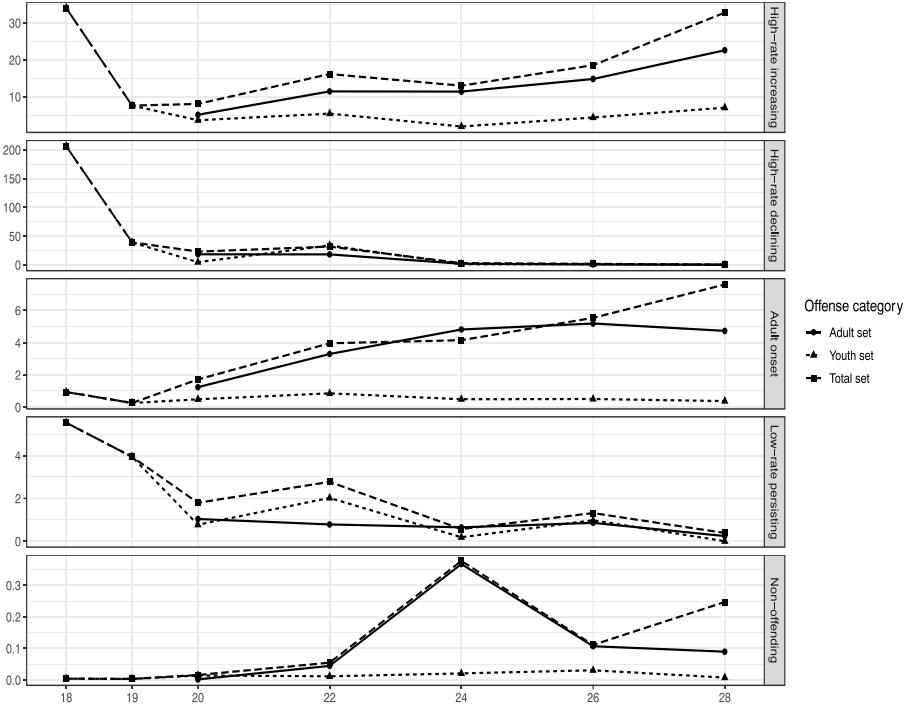 30
20
10
High−rate increasing
200
150
100
50
0
High−rate declining
6
4
2
0
Adult onset
4
2
0
Low−rate persisting
0.3
0.2
0.1
0.0
Non−offending
18 19 20 22 24 26 28
Offense category
Adult set
Youth set
Total set